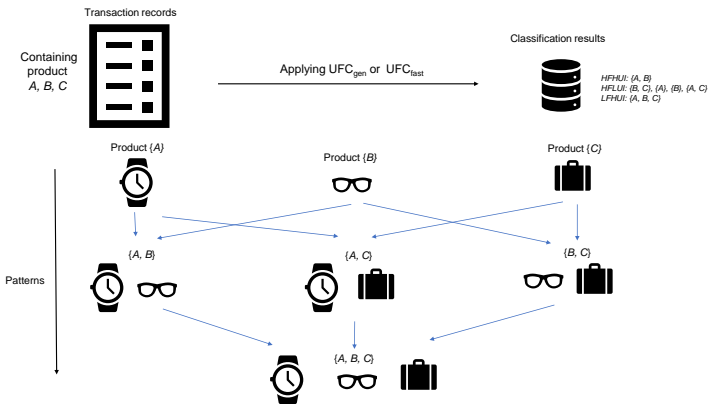 Transaction records
Containing
product
A, B, C
Applying UFCgen or UFCfast
Classification results
HFHUI: {A, B}
HFLUI: {B, C}, {A}, {B}, {A, C}
LFHUI: {A, B, C}
Product {A}
Product {B}
Product {C}
Patterns
{A, B}
{A, C}
{B, C}
{A, B, C}